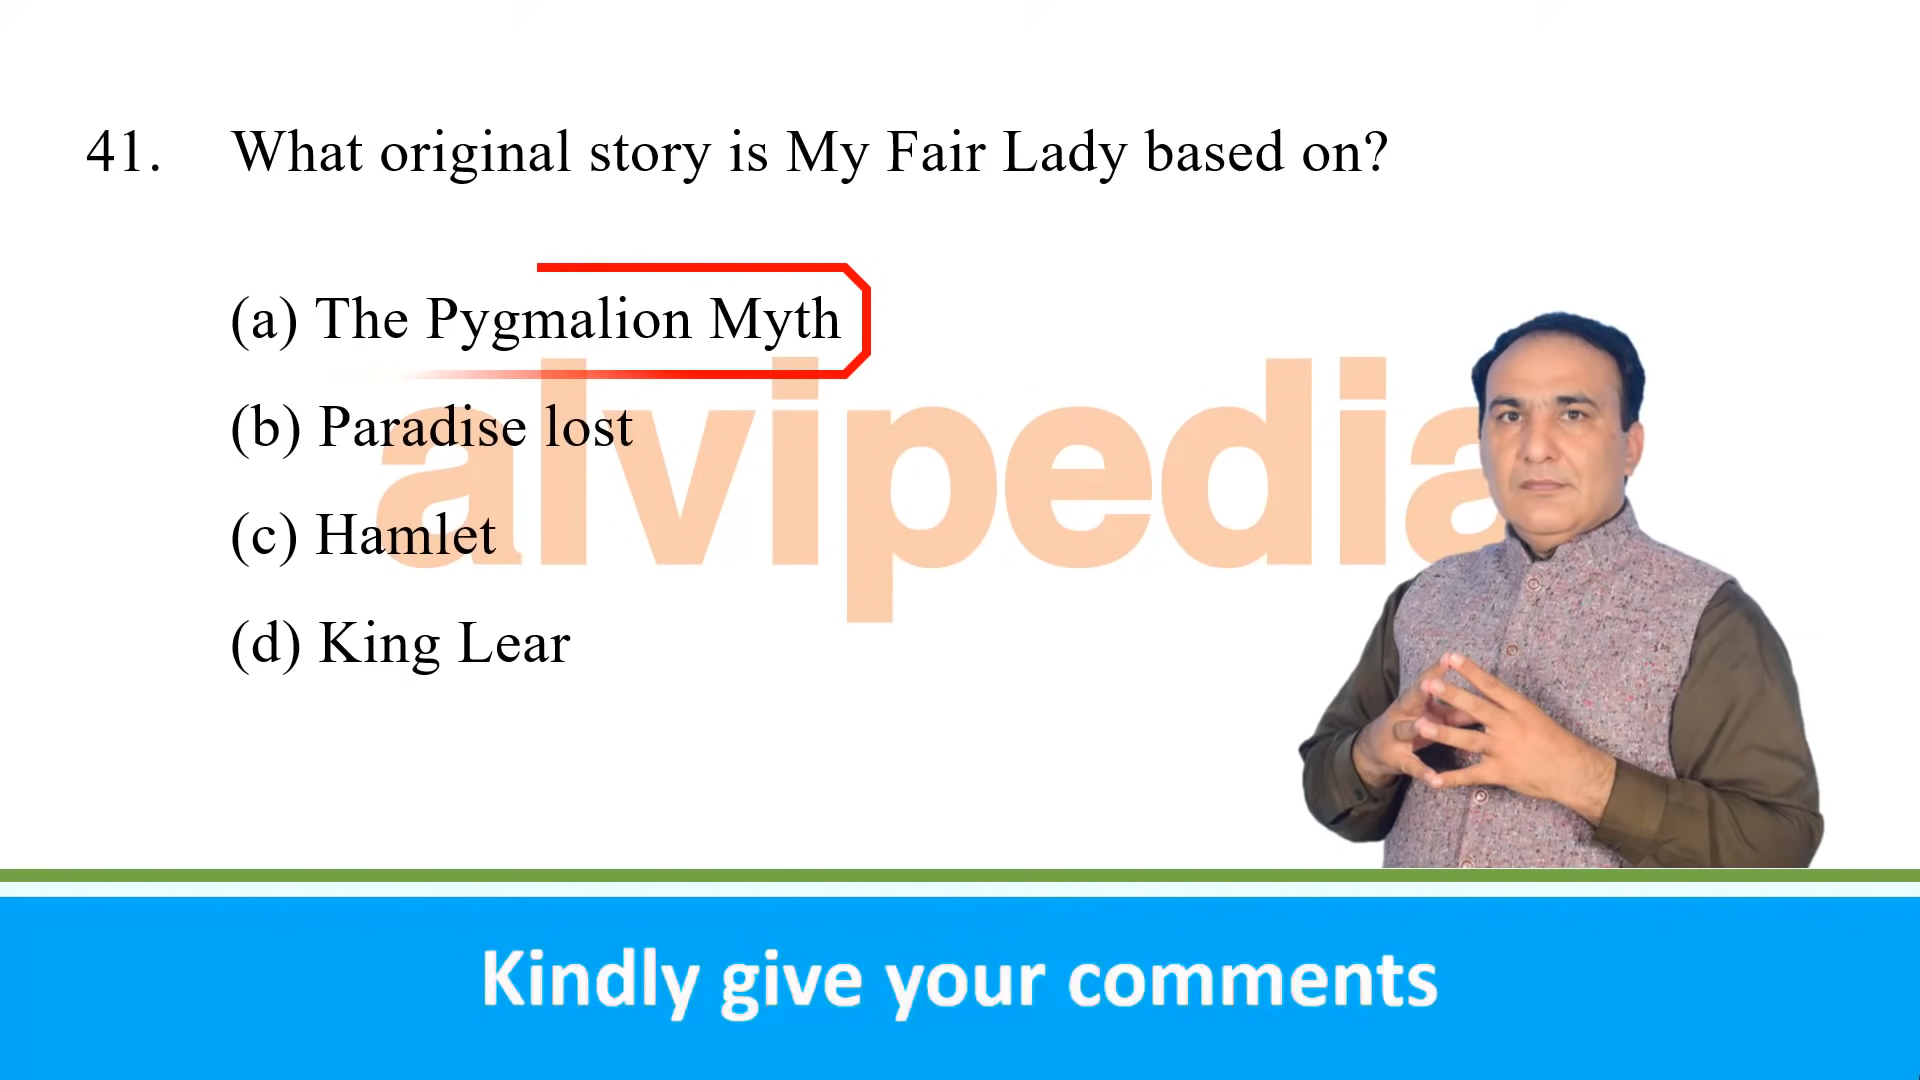 41. What original story is My Fair Lady based on?
(a) The Pygmalion Myth
(b) Paradise lost
(c) Hamlet
(d) King Lear
alvipedia
Kindly give your comments